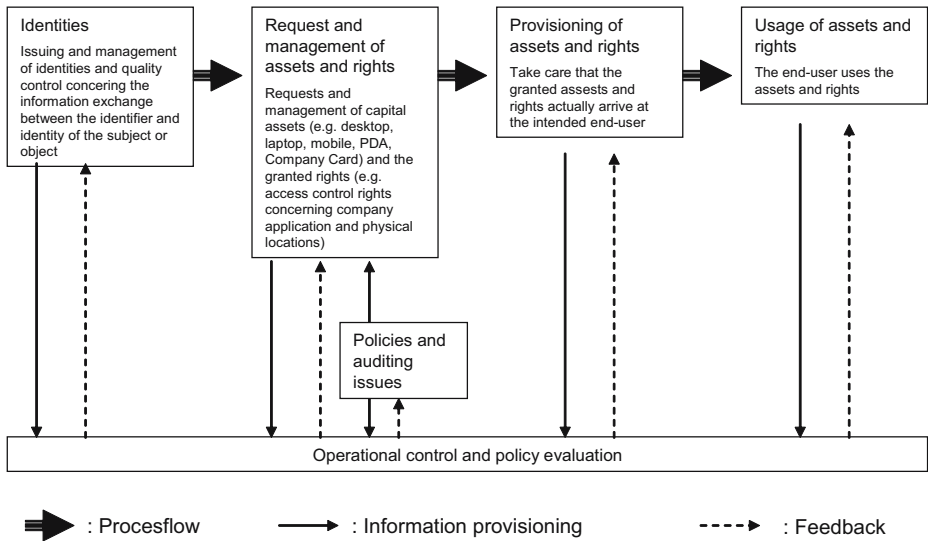 Identities
Issuing and management
of identities and quality
control concering the
information exchange
between the identifier and
identity of the subject or
object
Request and
management of
assets and rights
Requests and
management of capital
assets (e.g. desktop,
laptop, mobile, PDA,
Company Card) and the
granted rights (e.g.
access control rights
concerning company
application and physical
locations)
Provisioning of
assets and rights
Take care that the
granted assests and
rights actually arrive at
the intended end-user
Usage of assets and
rights
The end-user uses the
assets and rights
Policies and
auditing
issues
Operational control and policy evaluation
: Procesflow
: Information provisioning
: Feedback